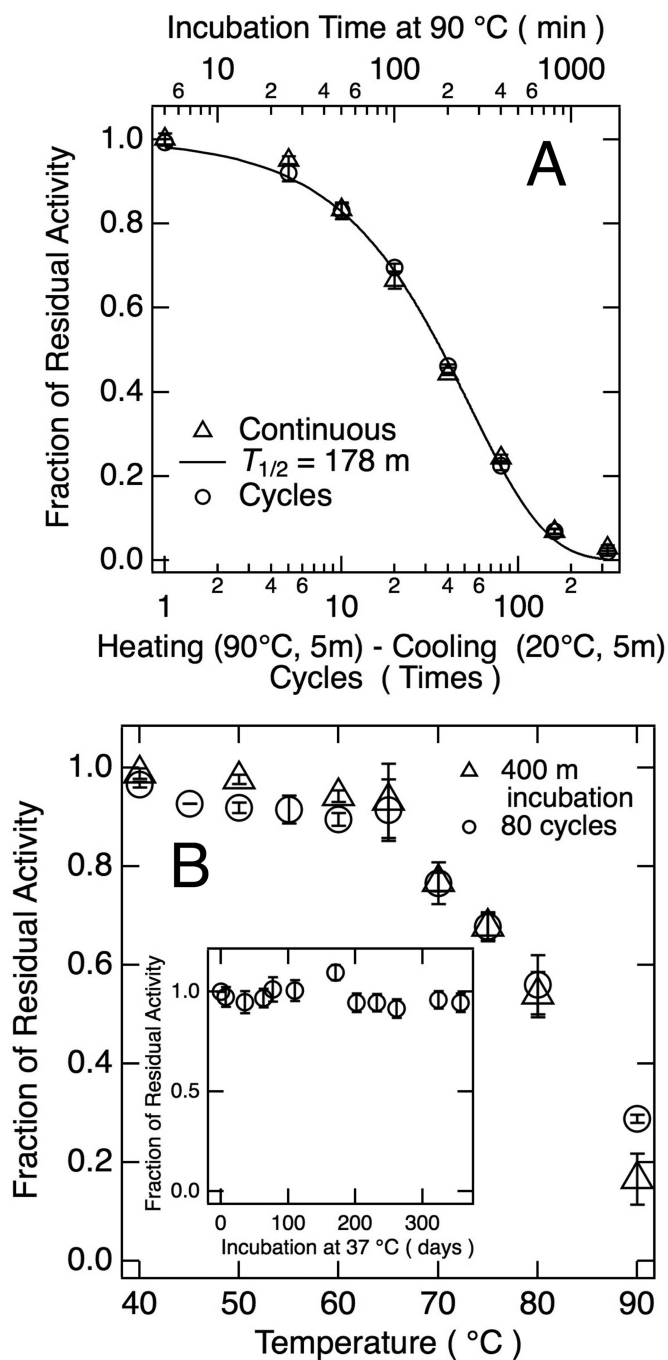 Incubation Time at 90 °C ( min )
10 100 1000
6 2 4 6 2 4 6
A
Fraction of Residual Activity
1.0
0.8
0.6
0.4
0.2
0.0
Continuous
T1/2 = 178 m
Cycles
2 4 6 2 4 6 2
1 10 100
Heating (90°C, 5m) - Cooling (20°C, 5m)
Cycles ( Times )
B
Fraction of Residual Activity
1.0
0.8
0.6
0.4
0.2
0.0
400 m
incubation
80 cycles
Fraction of Residual Activity
1.0
0.5
0.0
0 100 200 300
Incubation at 37 °C ( days )
40 50 60 70 80 90
Temperature ( °C )